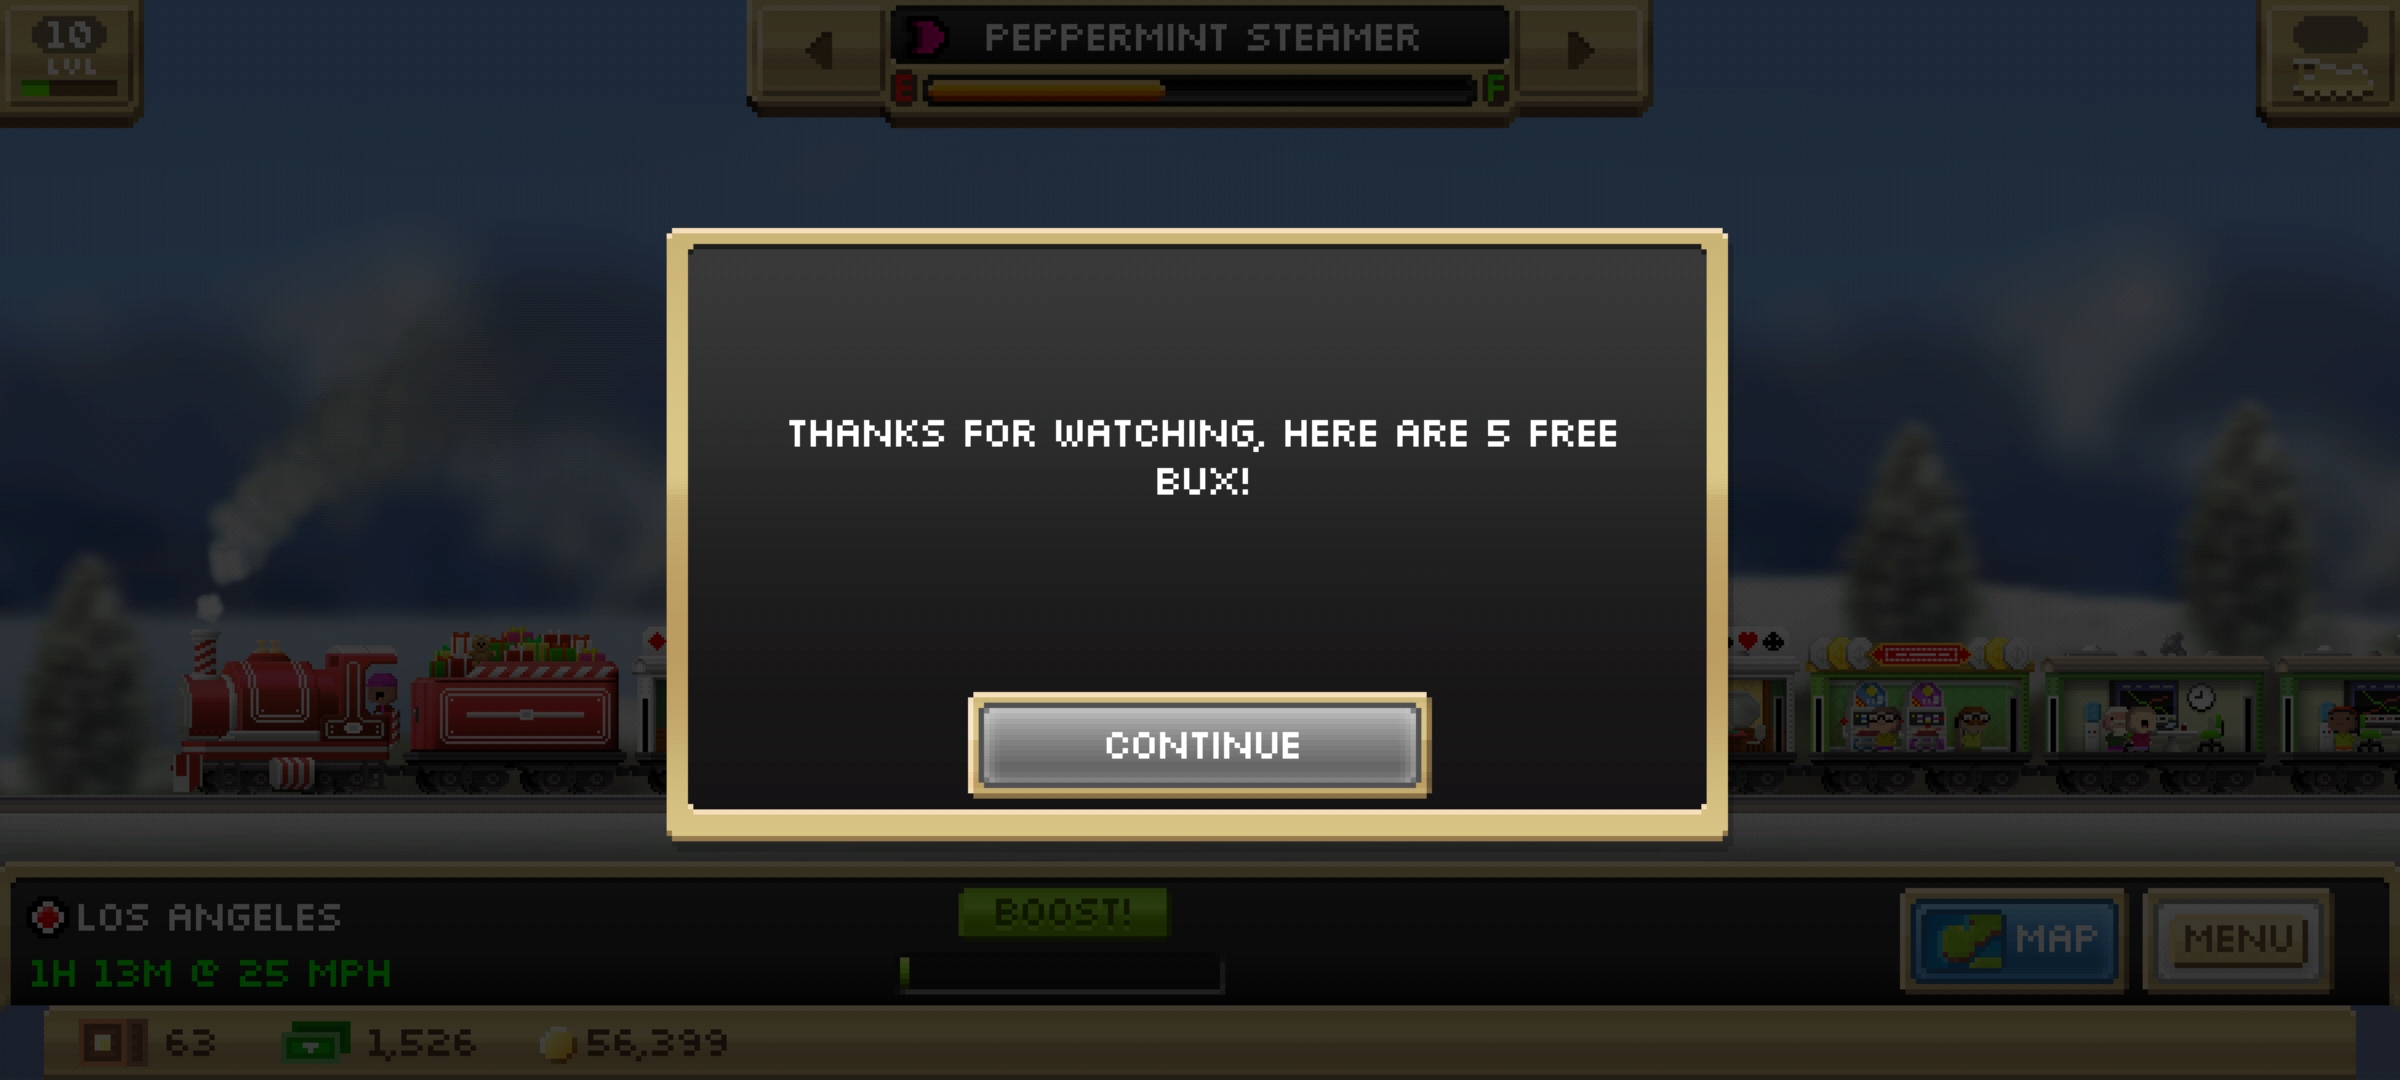 10
LVL
PEPPERMINT STEAMER
E F
THANKS FOR WATCHING, HERE ARE 5 FREE
BUX!
CONTINUE
LOS ANGELES
1H 13M @ 25 MPH
BOOST!
MAP
MENU
63 1,526 56,399